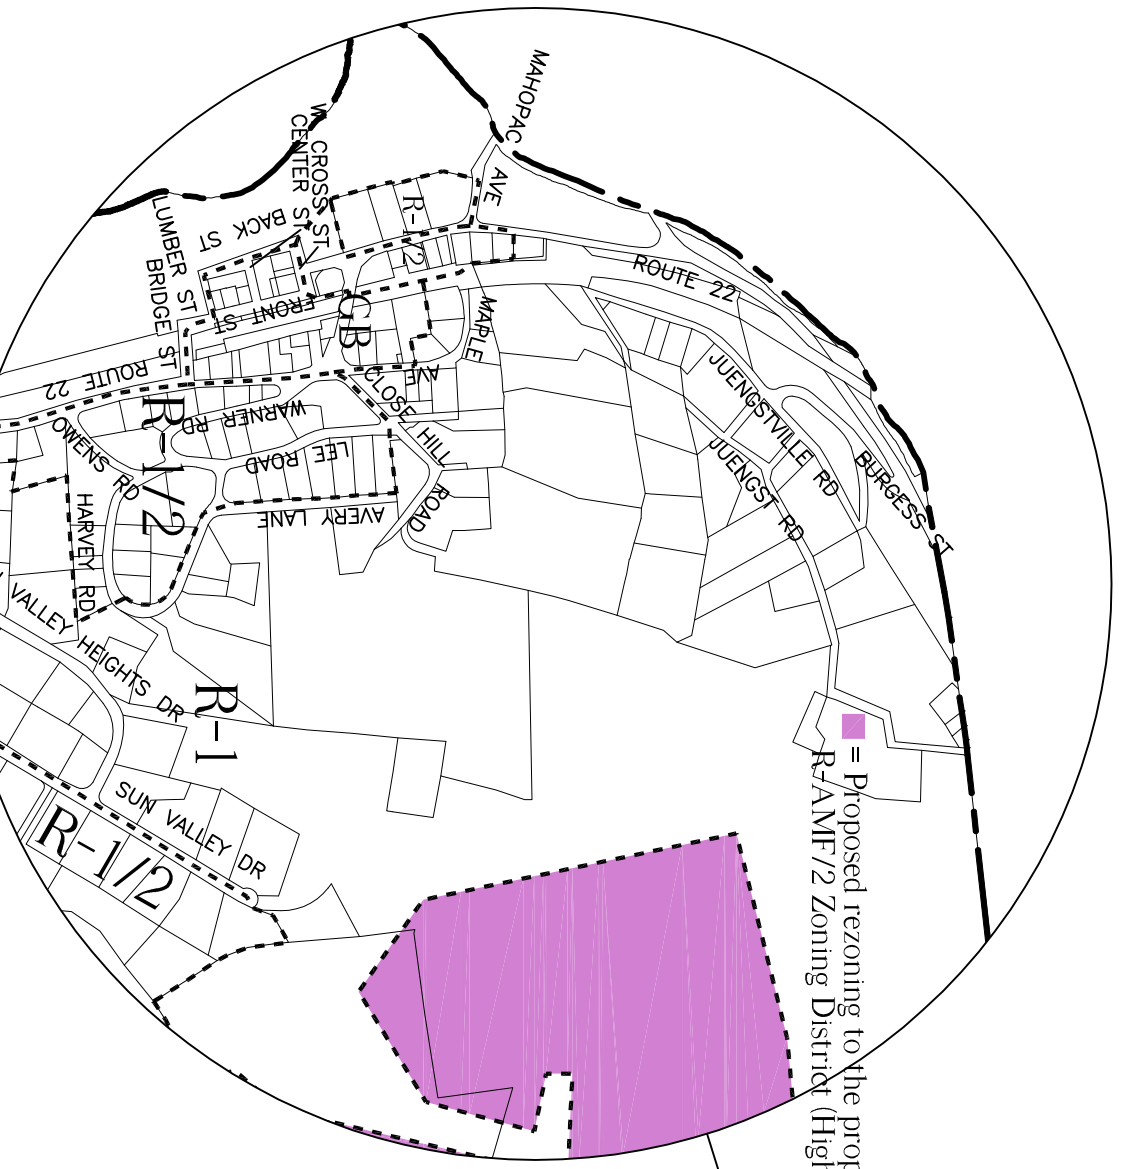 MAHOPAC
AVE
W CROSS ST
CENTER ST
BACK ST
LUMBER ST
BRIDGE ST
FRONT ST
R-1/2
GB
ROUTE 22
MAPLE
AVE
ROUTE 22
CLOSE
HILL
ROAD
WARNER RD
LEE ROAD
AVERY LANE
OWENS RD
R-1/2
HARVEY RD
JUENGSTVILLE RD
JUENGST RD
BURGESS ST
VALLEY
HEIGHTS DR
R-1
SUN VALLEY DR
R-1/2
= Proposed rezoning to the prop
R-AMF/2 Zoning District (High